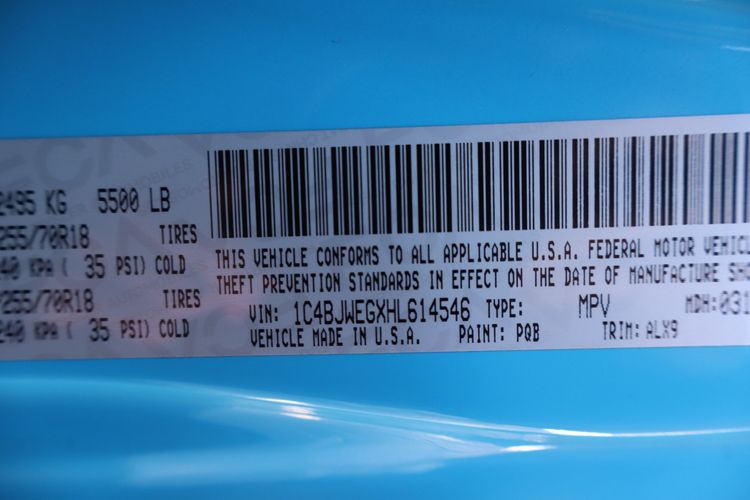 2495 KG 5500 LB
255/70R18 TIRES
240 KPA ( 35 PSI) COLD
255/70R18 TIRES
240 KPA ( 35 PSI) COLD
THIS VEHICLE CONFORMS TO ALL APPLICABLE U.S.A. FEDERAL MOTOR VEHIC
THEFT PREVENTION STANDARDS IN EFFECT ON THE DATE OF MANUFACTURE SH
VIN: 1C4BJWEGXHL614546 TYPE: MPV MDH:031
VEHICLE MADE IN U.S.A. PAINT: PQB TRIM: ALX9